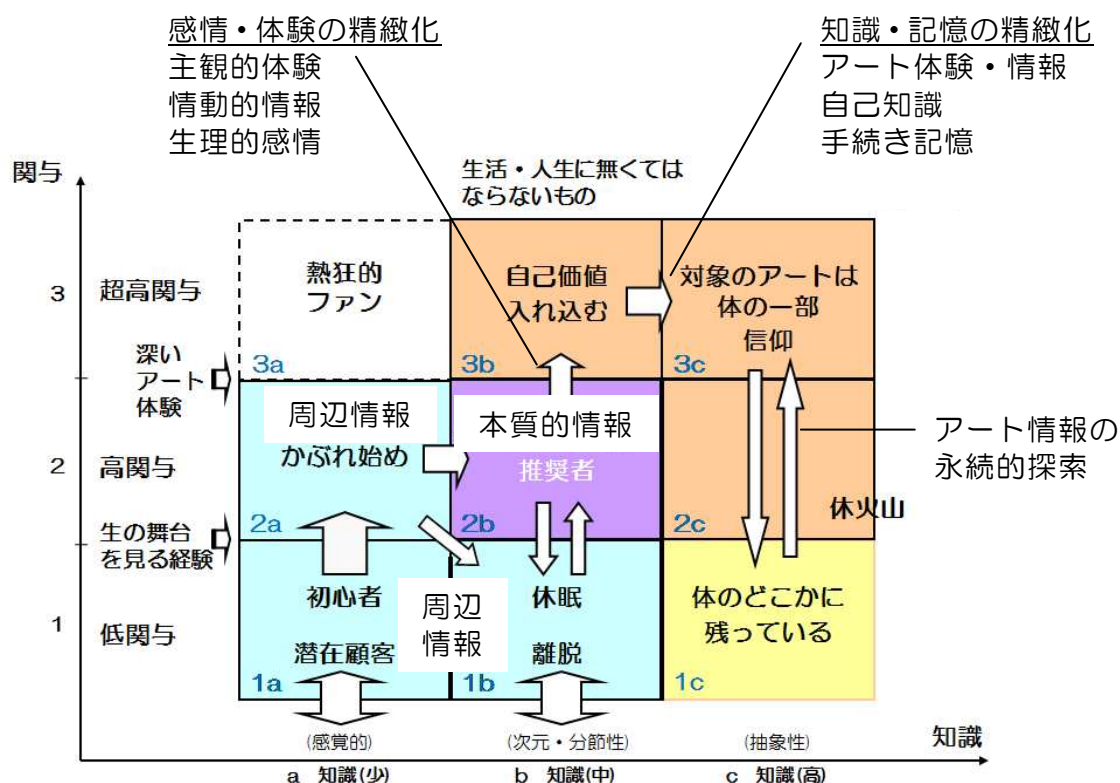 感情・体験の精緻化
主観的体験
情動的情報
生理的感情
知識・記憶の精緻化
アート体験・情報
自己知識
手続き記憶
関与
生活・人生に無くては
ならないもの
3
超高関与
熱狂的
ファン
3a
自己価値
入れ込む
3b
対象のアートは
体の一部
信仰
3c
深い
アート
体験
2
高関与
周辺情報
かぶれ始め
2a
本質的情報
推奨者
2b
2c
休火山
アート情報の
永続的探索
生の舞台
を見る経験
1
低関与
初心者
潜在顧客
1a
周辺
情報
休眠
離脱
1b
体のどこかに
残っている
1c
(感覚的)
(次元・分節性)
(抽象性)
知識
a 知識(少)
b 知識(中)
c 知識(高)